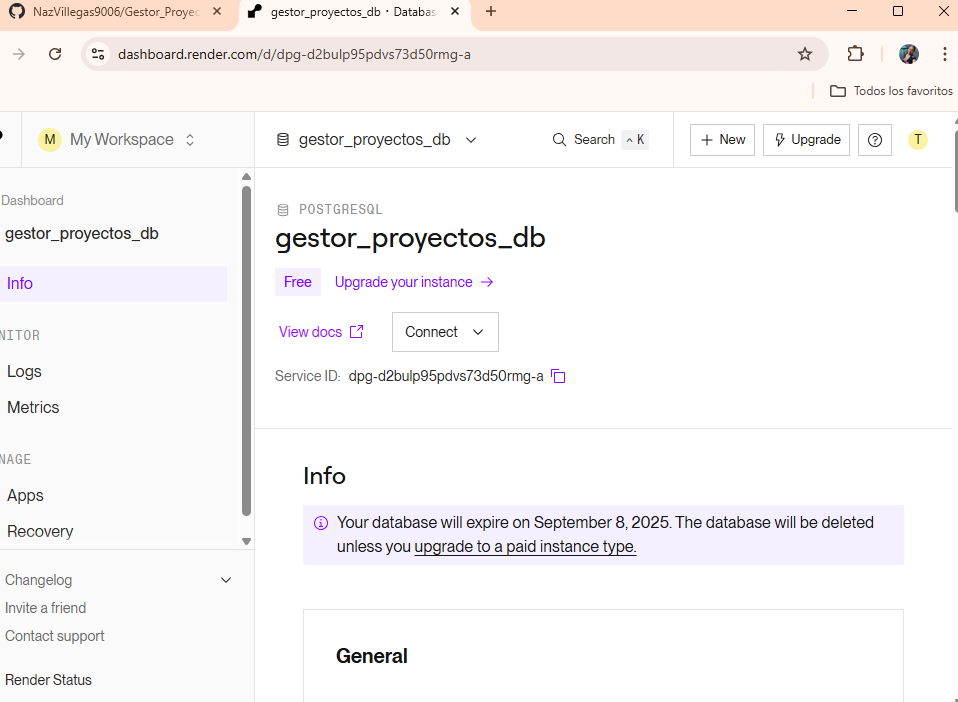 NazVillegas9006/Gestor_Proyec
gestor_proyectos_db · Databas
dashboard.render.com/d/dpg-d2bulp95pdvs73d50rmg-a
Todos los favoritos
M My Workspace
gestor_proyectos_db
Search K
+ New
Upgrade
T
Dashboard
gestor_proyectos_db
Info
NITOR
Logs
Metrics
NAGE
Apps
Recovery
Changelog
Invite a friend
Contact support
Render Status
POSTGRESQL
gestor_proyectos_db
Free Upgrade your instance →
View docs
Connect
Service ID: dpg-d2bulp95pdvs73d50rmg-a
Info
Your database will expire on September 8, 2025. The database will be deleted
unless you upgrade to a paid instance type.
General